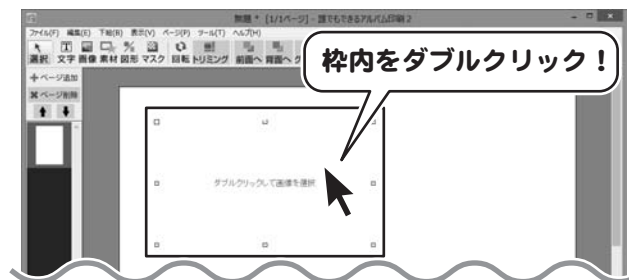 無題 * [1/1ページ] - 誰でもできるアルバム印刷2
ファイル(F) 編集(E) 下絵(B) 表示(V) ページ(P) ツール(T) ヘルプ(H)
選択 文字 画像 素材 図形 マスク 回転 トリミング 前面へ 背面へ グ
枠内をダブルクリック！
ページ追加
ページ削除
ダブルクリックして画像を選択